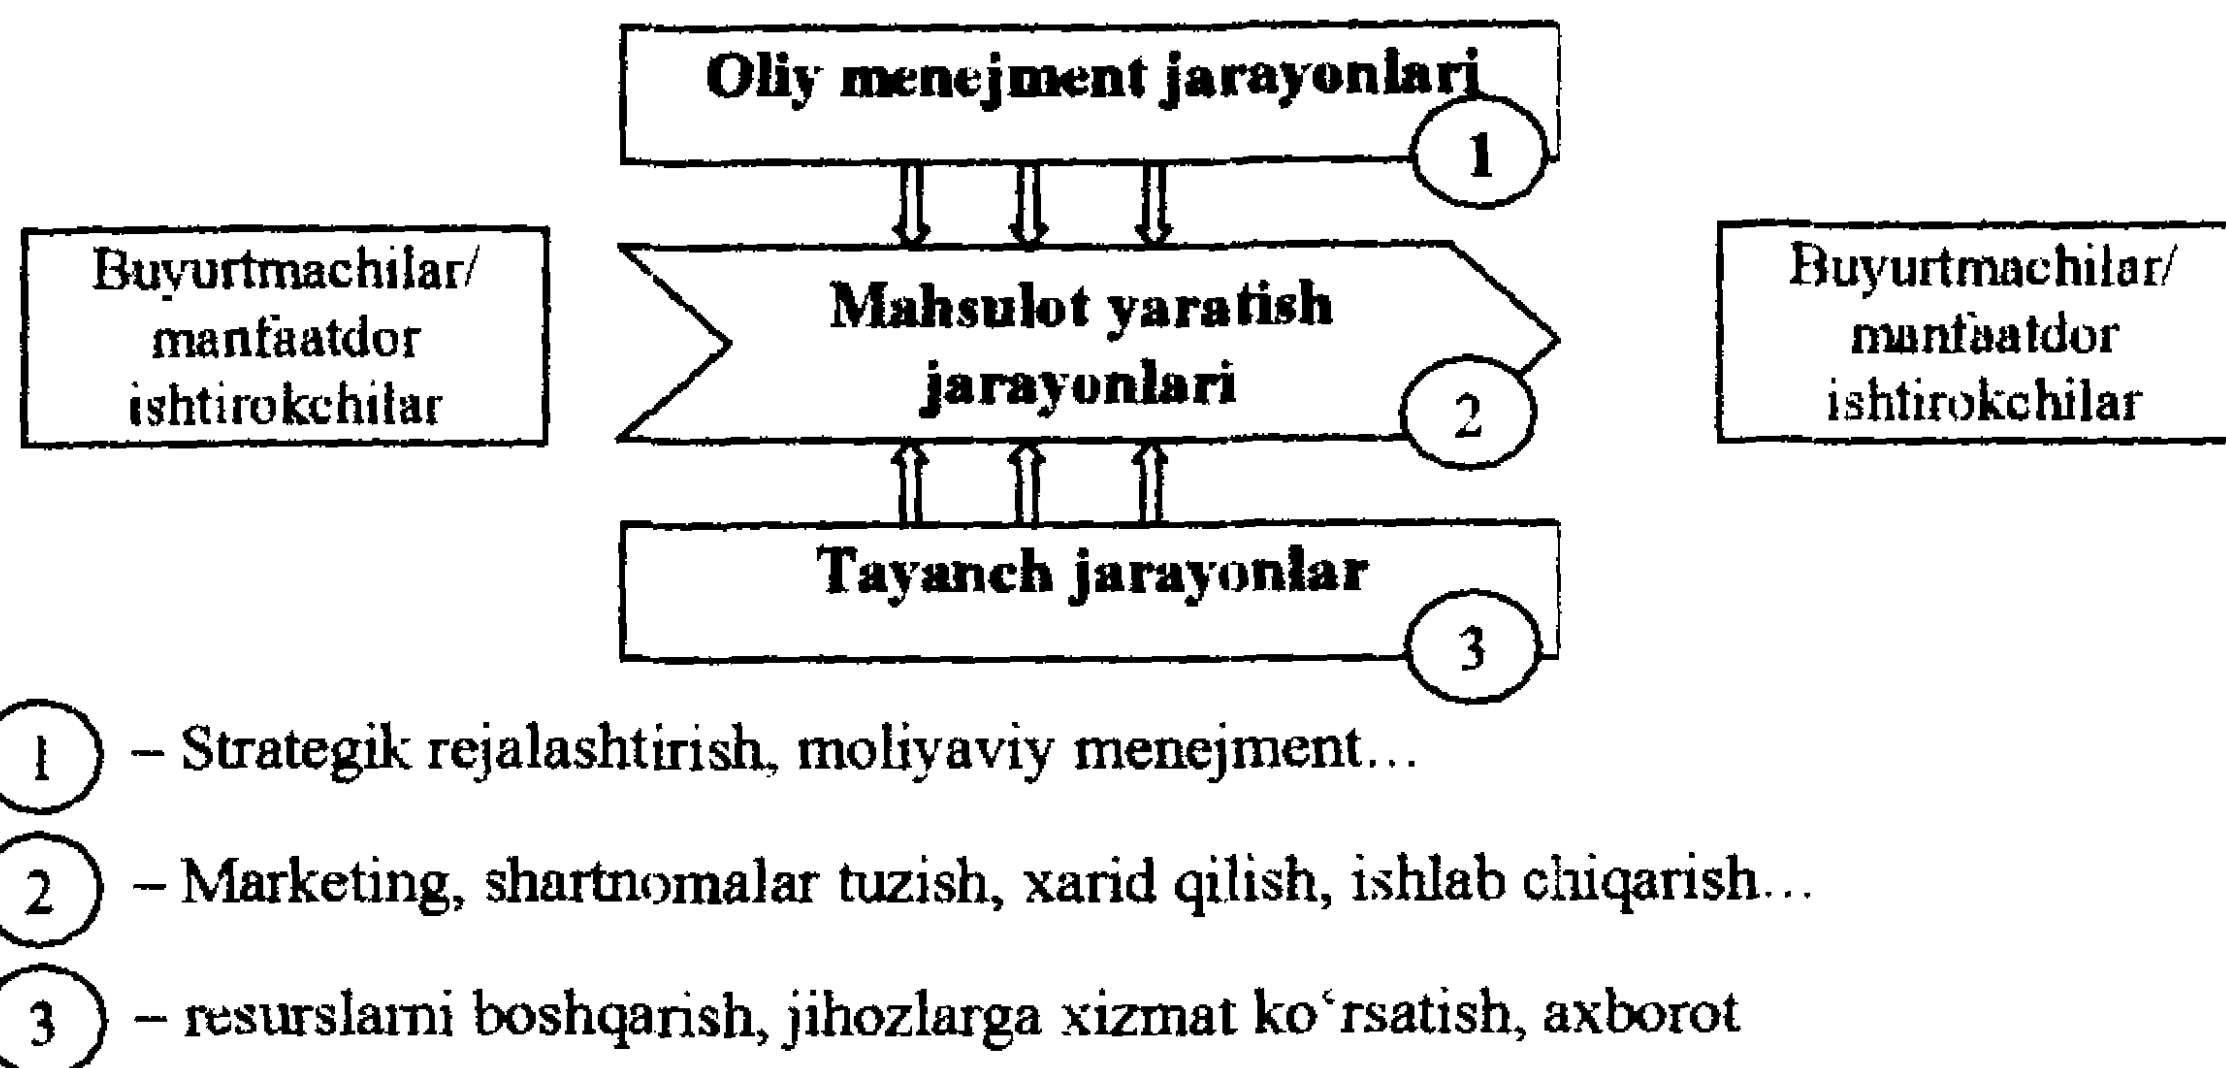 Oliy menejment jarayonlari
1
Buyurtmachilar/
manfaatdor
ishtirokchilar
Mahsulot yaratish
jarayonlari
2
Buyurtmachilar/
manfaatdor
ishtirokchilar
Tayanch jarayonlar
3
1 – Strategik rejalashtirish, moliyaviy menejment...
2 – Marketing, shartnomalar tuzish, xarid qilish, ishlab chiqarish...
3 – resurslarni boshqarish, jihozlarga xizmat ko‘rsatish, axborot